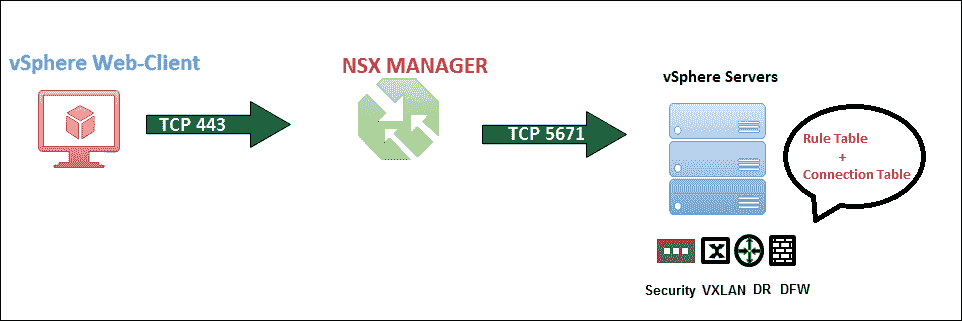 vSphere Web-Client
TCP 443
NSX MANAGER
TCP 5671
vSphere Servers
Rule Table
+
Connection Table
Security VXLAN DR DFW